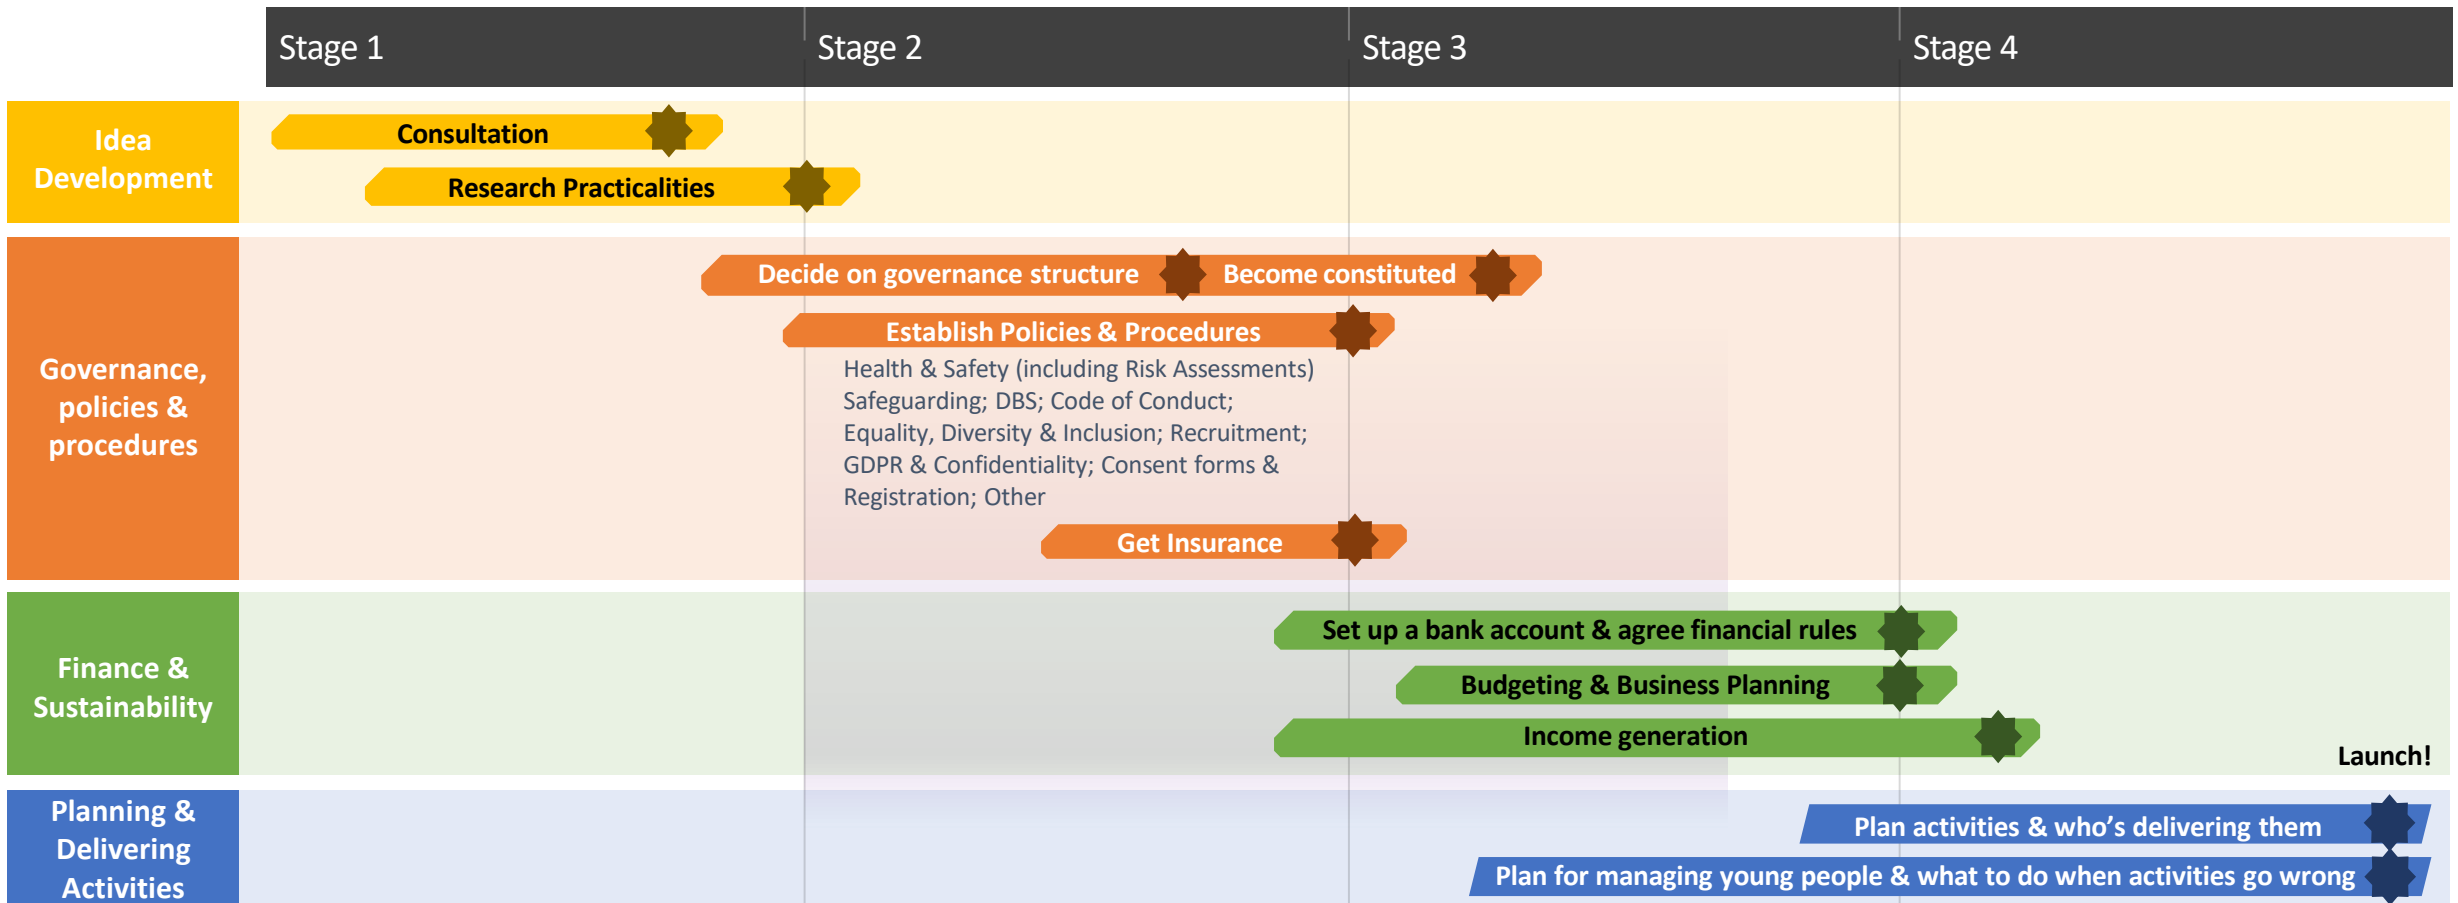 Stage 1
Stage 2
Stage 3
Stage 4
Idea
Development
Consultation
Research Practicalities
Governance,
policies &
procedures
Decide on governance structure
Become constituted
Establish Policies & Procedures
Health & Safety (including Risk Assessments)
Safeguarding; DBS; Code of Conduct;
Equality, Diversity & Inclusion; Recruitment;
GDPR & Confidentiality; Consent forms &
Registration; Other
Get Insurance
Finance &
Sustainability
Set up a bank account & agree financial rules
Budgeting & Business Planning
Income generation
Launch!
Planning &
Delivering
Activities
Plan activities & who’s delivering them
Plan for managing young people & what to do when activities go wrong